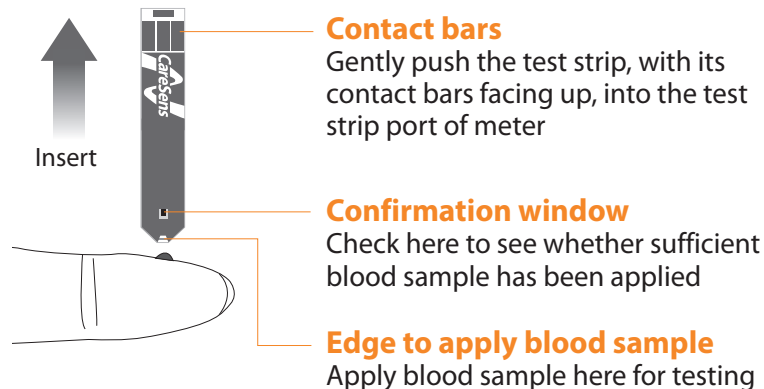 Contact bars
Gently push the test strip, with its
contact bars facing up, into the test
strip port of meter
Insert
CareSens
N
Confirmation window
Check here to see whether sufficient
blood sample has been applied
Edge to apply blood sample
Apply blood sample here for testing